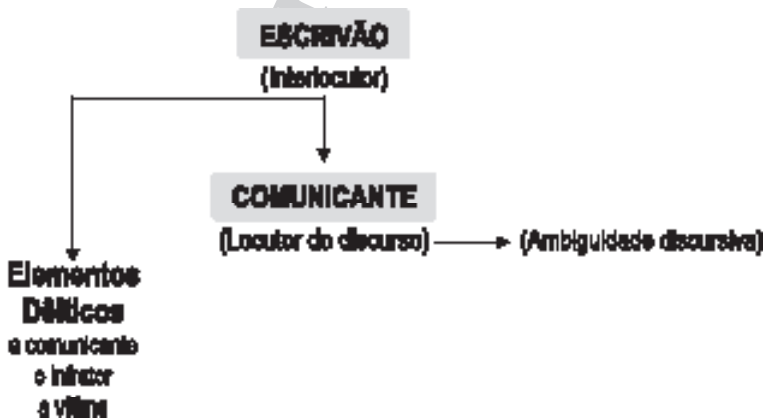 ESCRIVÃO
(Interlocutor)
COMUNICANTE
(Locutor do discurso)
(Ambiguidade discursiva)
Elementos
Dêiticos
a comunicante
o infrator
a vítima